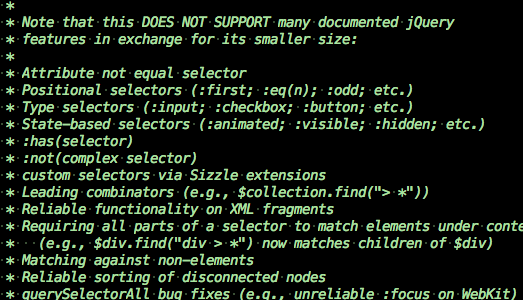 *
* Note that this DOES NOT SUPPORT many documented jQuery
* features in exchange for its smaller size:
*
* Attribute not equal selector
* Positional selectors (:first; :eq(n); :odd; etc.)
* Type selectors (:input; :checkbox; :button; etc.)
* State-based selectors (:animated; :visible; :hidden; etc.)
* :has(selector)
* :not(complex selector)
* custom selectors via Sizzle extensions
* Leading combinators (e.g., $collection.find("> *"))
* Reliable functionality on XML fragments
* Requiring all parts of a selector to match elements under conte
*   (e.g., $div.find("div > *") now matches children of $div)
* Matching against non-elements
* Reliable sorting of disconnected nodes
* querySelectorAll bug fixes (e.g., unreliable :focus on WebKit)